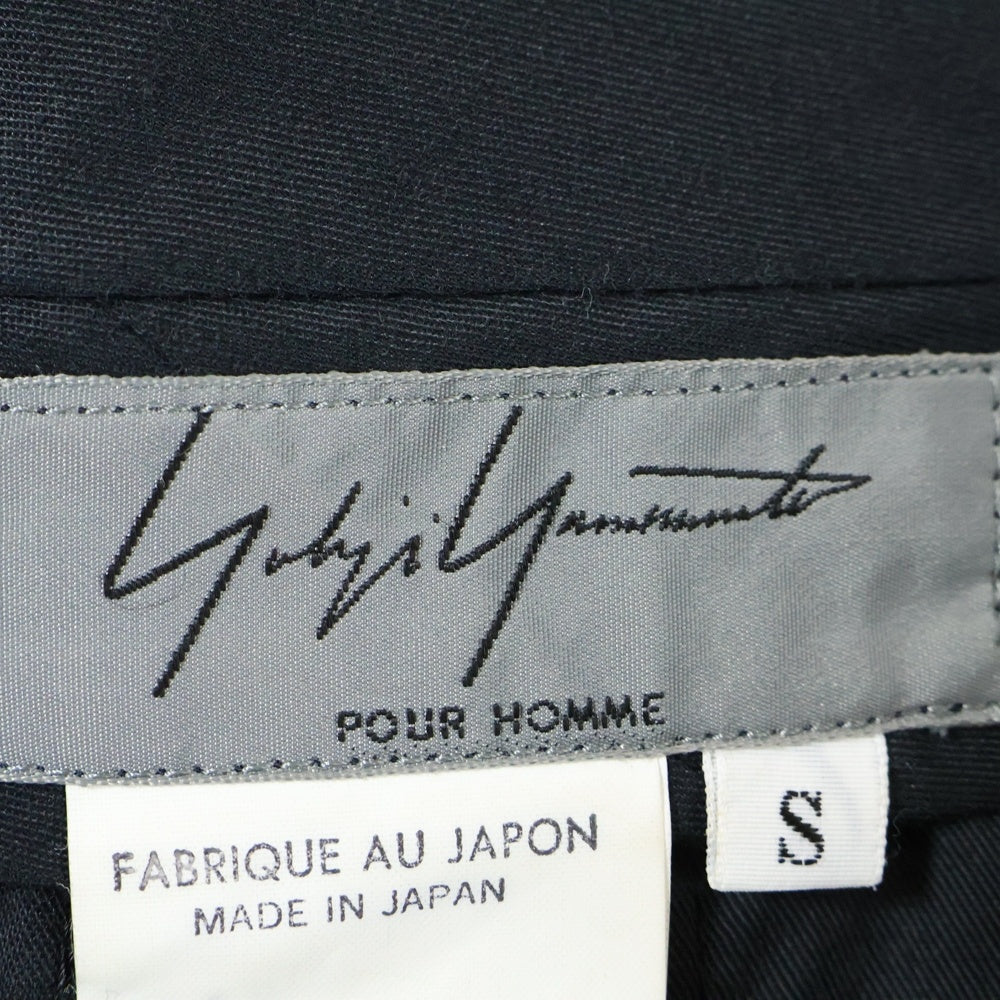 Yohji Yamamoto
POUR HOMME
FABRIQUE AU JAPON
MADE IN JAPAN
S